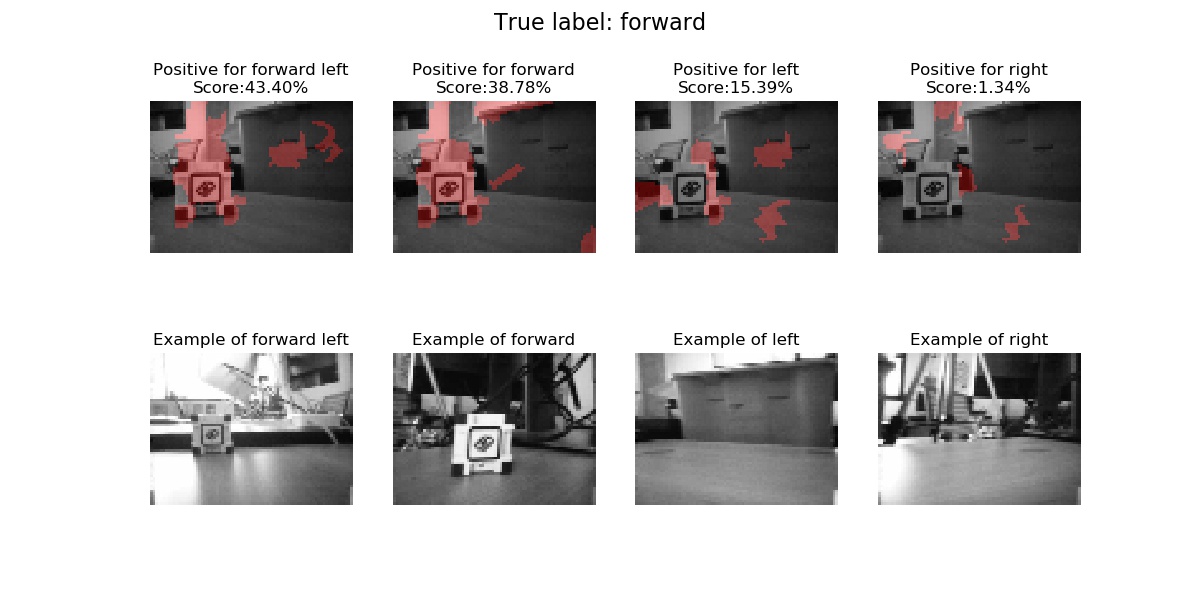 True label: forward
Positive for forward left
Score:43.40%
Positive for forward
Score:38.78%
Positive for left
Score:15.39%
Positive for right
Score:1.34%
Example of forward left
Example of forward
Example of left
Example of right